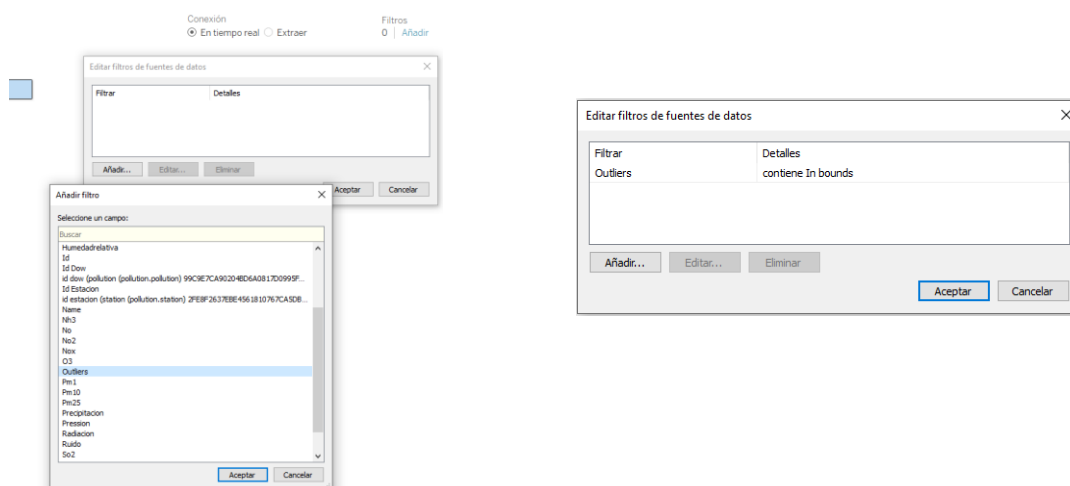 Conexión
En tiempo real Extraer
Filtros
0 | Añadir
Editar filtros de fuentes de datos
Filtrar Detalles
Añadir... Editar... Eliminar
Aceptar Cancelar
Añadir filtro
Seleccione un campo:
Buscar
Humedadrelativa
Id
Id Dow
id dow (pollution (pollution.pollution) 99C9E7CA90204BD6A0817D0995F...
Id Estacion
id estacion (station (pollution.station) 2FE8F2637EBE4561810767CA5DB...
Name
Nh3
No
No2
Nox
O3
Outliers
Pm1
Pm10
Pm25
Precipitacion
Pression
Radiacion
Ruido
So2
Aceptar Cancelar
Editar filtros de fuentes de datos
Filtrar Detalles
Outliers contiene In bounds
Añadir... Editar... Eliminar
Aceptar Cancelar